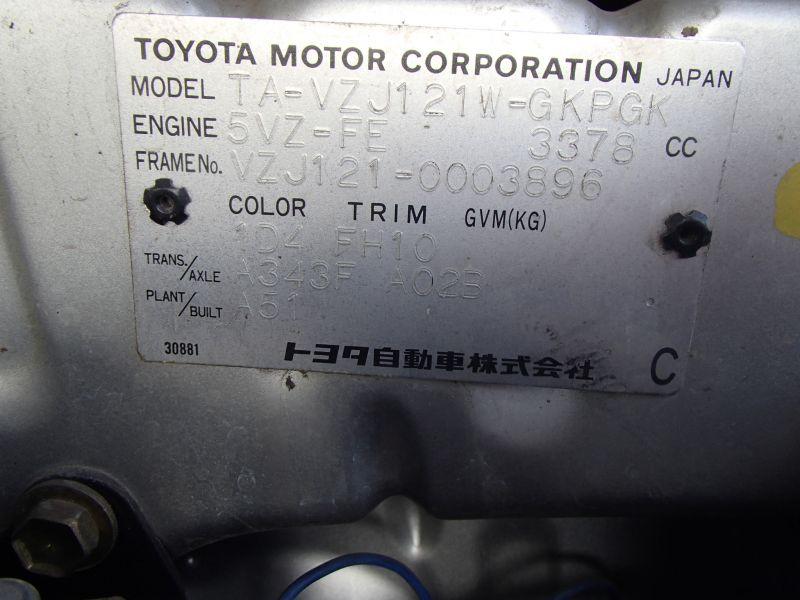 TOYOTA MOTOR CORPORATION JAPAN
MODEL TA-VZJ121W-GKPGK
ENGINE 5VZ-FE 3378 CC
FRAME No. VZJ121-0003896
COLOR TRIM GVM(KG)
1D4 FH10
TRANS./AXLE A343F A02B
PLANT/BUILT A51
30881 トヨタ自動車株式会社 C